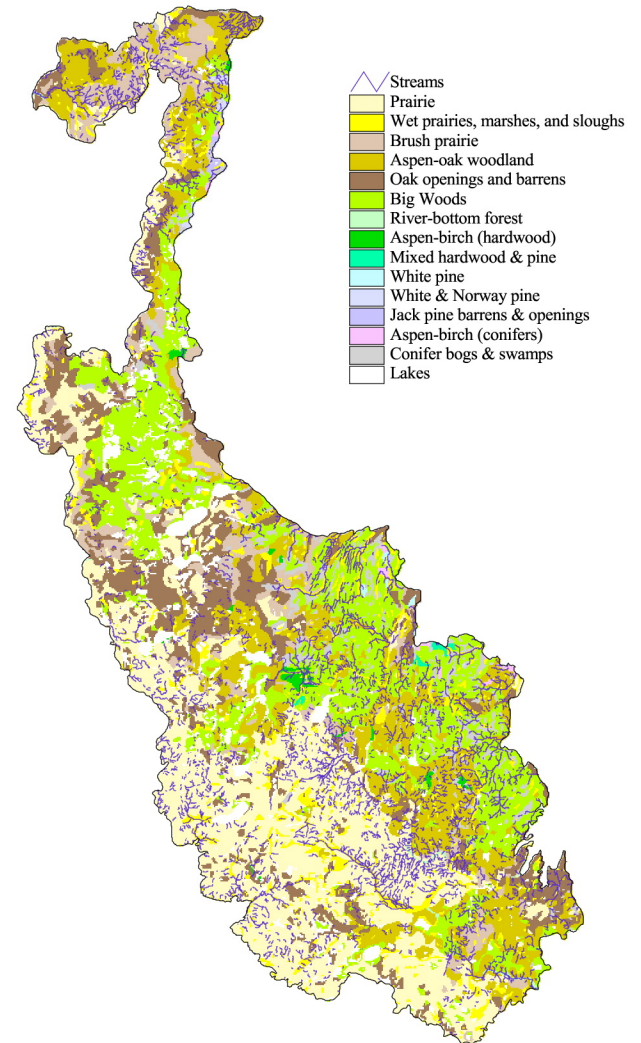 Streams
Prairie
Wet prairies, marshes, and sloughs
Brush prairie
Aspen-oak woodland
Oak openings and barrens
Big Woods
River-bottom forest
Aspen-birch (hardwood)
Mixed hardwood & pine
White pine
White & Norway pine
Jack pine barrens & openings
Aspen-birch (conifers)
Conifer bogs & swamps
Lakes